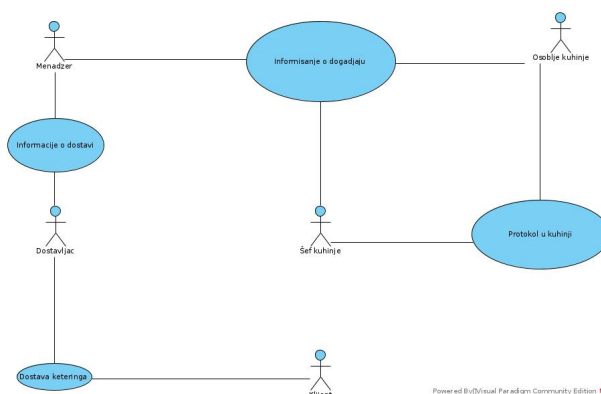 Osoblje kuhinje
Menadzer
Informisanje o dogadjaju
Informacije o dostavi
Dostavljac
Šef kuhinje
Protokol u kuhinji
Dostava keteringa
Klijent
Powered By Visual Paradigm Community Edition